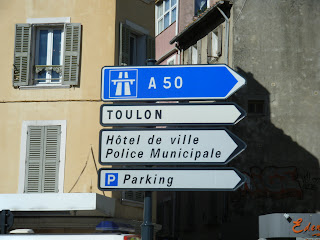 A 50
TOULON
Hôtel de ville
Police Municipale
P Parking